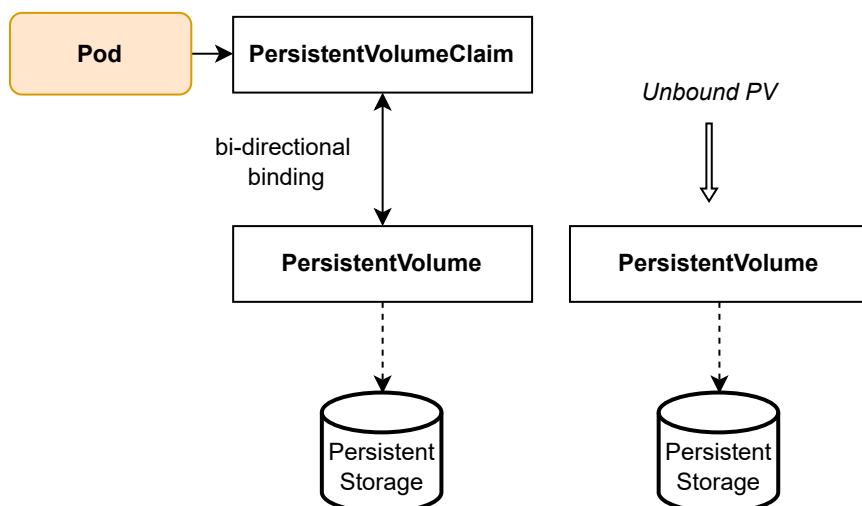 Pod
PersistentVolumeClaim
Unbound PV
bi-directional
binding
PersistentVolume
PersistentVolume
Persistent
Storage
Persistent
Storage